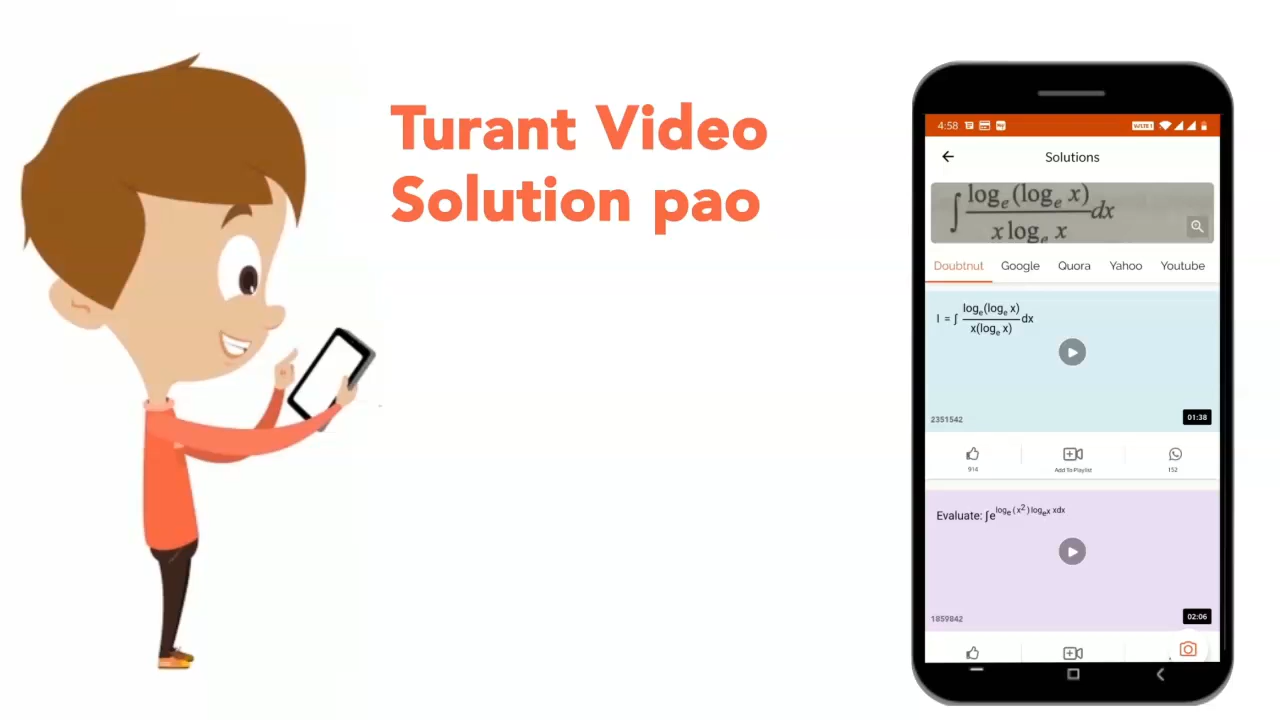 Turant Video
Solution pao
4:58
Solutions
∫ logₑ(logₑ x) / x logₑ x dx
Doubtnut Google Quora Yahoo Youtube
I = ∫ logₑ(logₑ x) / x(logₑ x) dx
2351542 01:38
914 Add To Playlist 152
Evaluate: ∫e^logₑ(x²)logₑx xdx
1859842 02:06